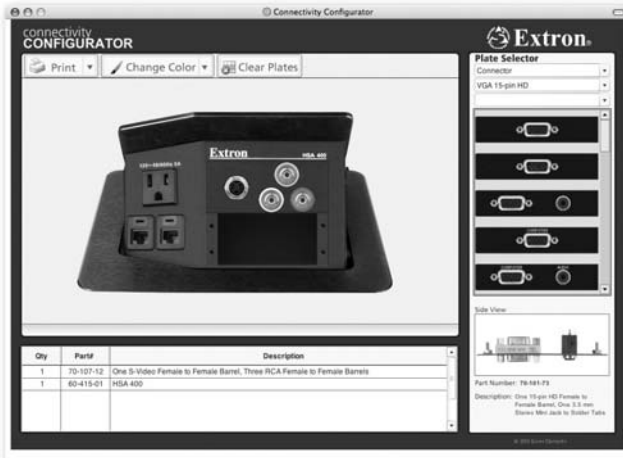 Connectivity Configurator
connectivity
CONFIGURATOR
Extron®
Print
Change Color
Clear Plates
Plate Selector
Connector
VGA 15-pin HD
Extron
HSA 400
COMPUTER
COMPUTER
AUDIO
Side View
Qty Part# Description
1 70-107-12 One S-Video Female to Female Barrel, Three RCA Female to Female Barrels
1 60-415-01 HSA 400
Part Number: 70-101-73
Description: One 15-pin HD Female to
Female Barrel, One 3.5 mm
Stereo Mini Jack to Solder Tabs